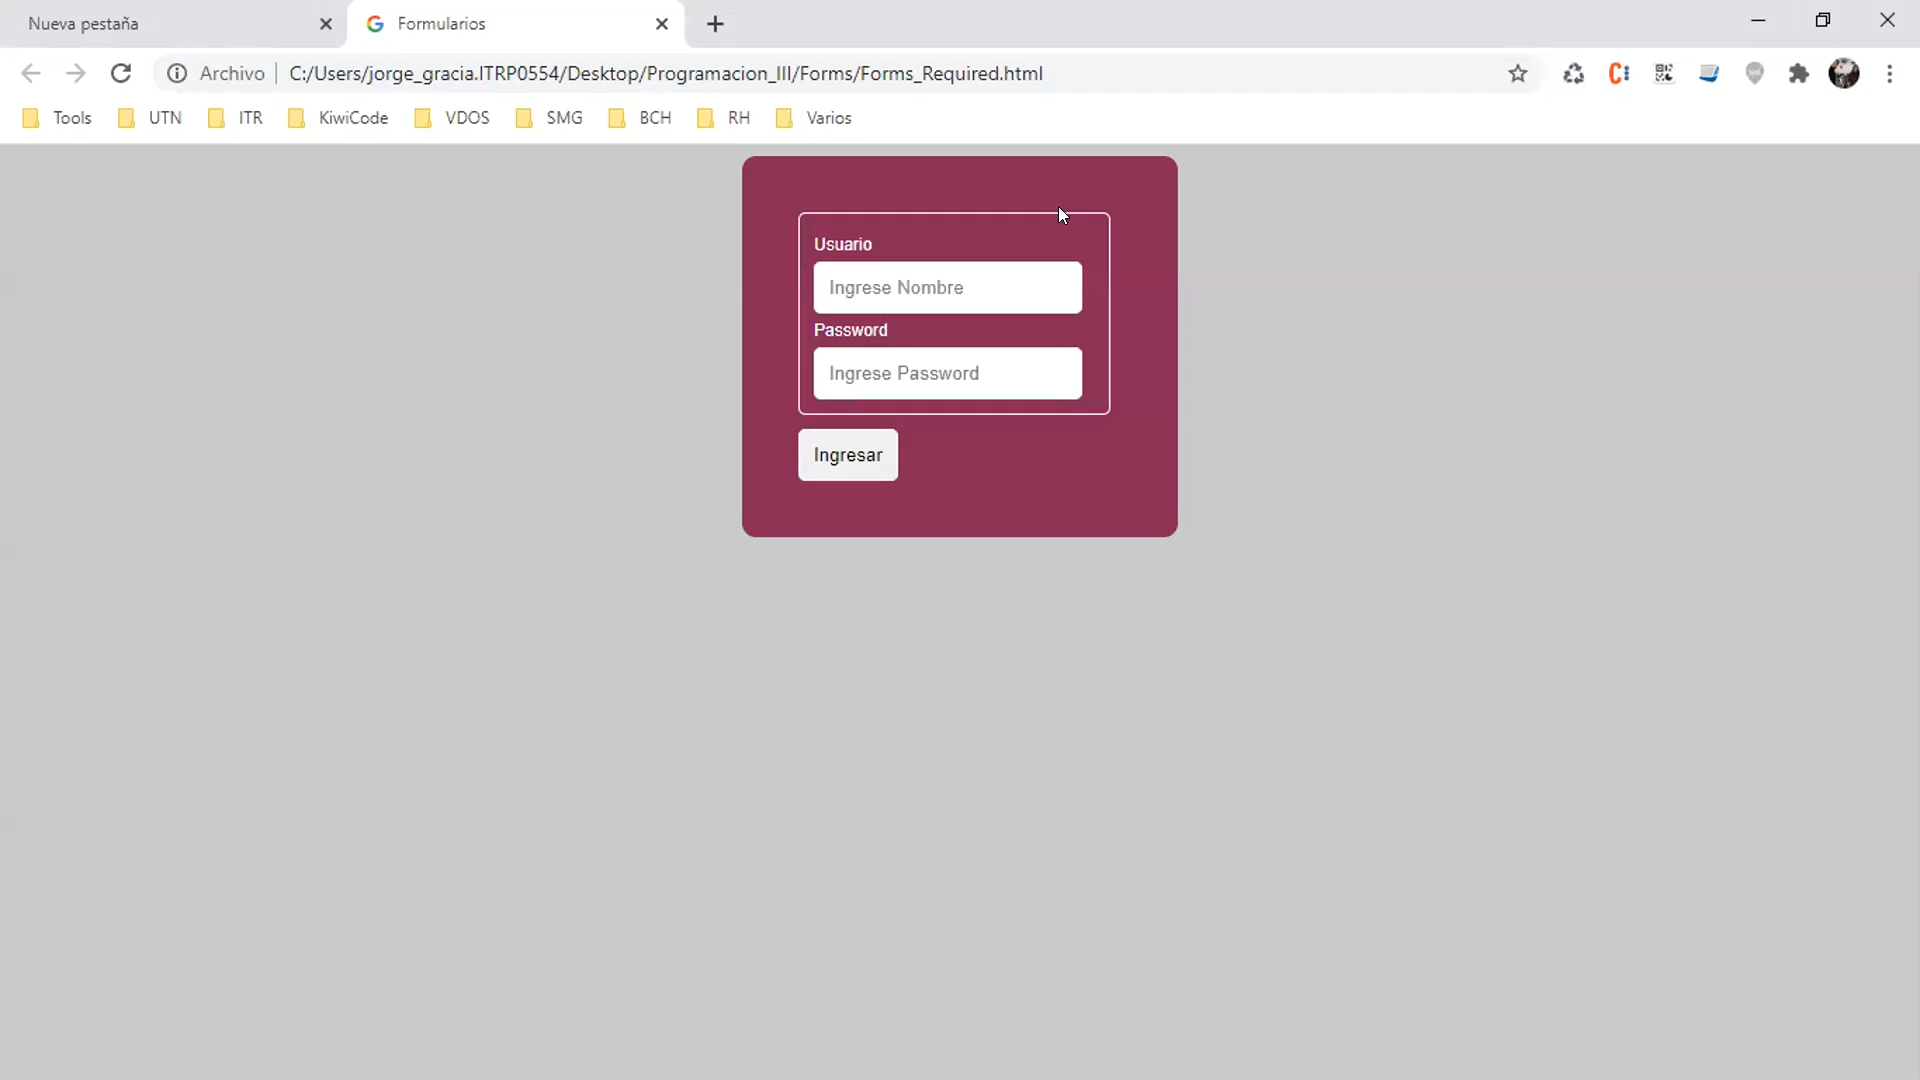 Nueva pestaña
Formularios
Archivo C:/Users/jorge_gracia.ITRP0554/Desktop/Programacion_III/Forms/Forms_Required.html
Tools UTN ITR KiwiCode VDOS SMG BCH RH Varios
Usuario
Ingrese Nombre
Password
Ingrese Password
Ingresar